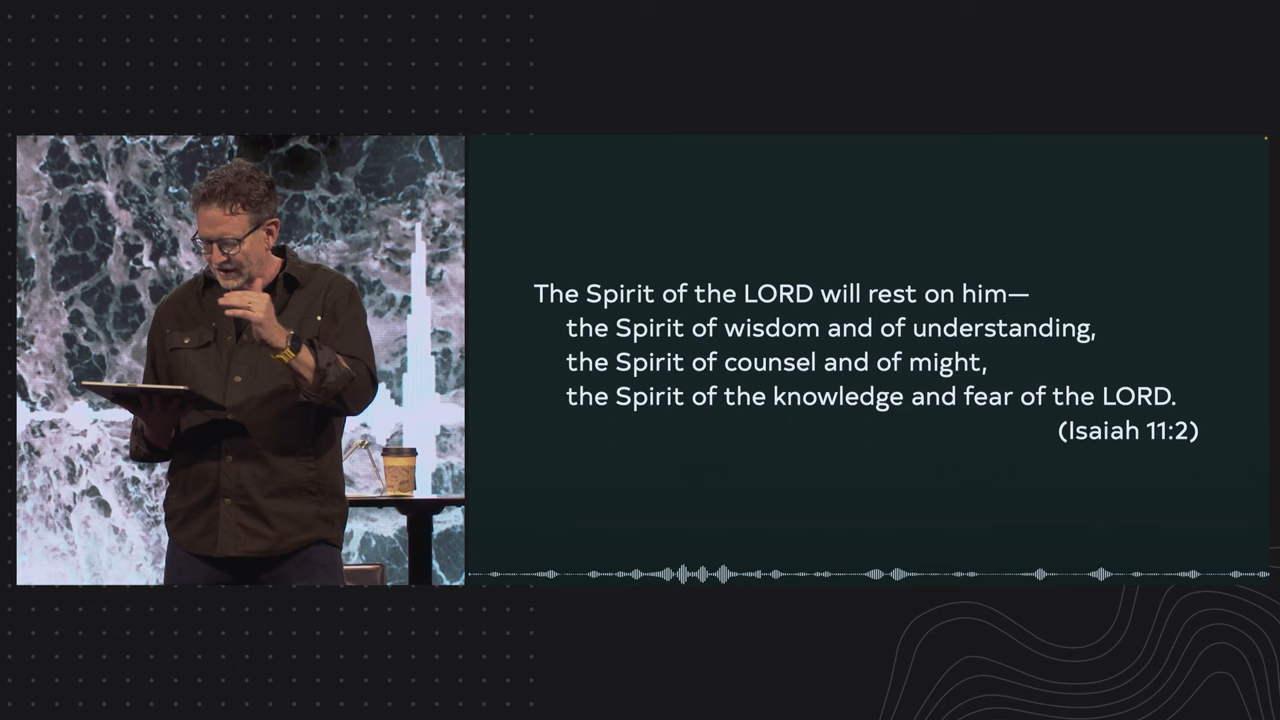 The Spirit of the LORD will rest on him—
the Spirit of wisdom and of understanding,
the Spirit of counsel and of might,
the Spirit of the knowledge and fear of the LORD.
(Isaiah 11:2)